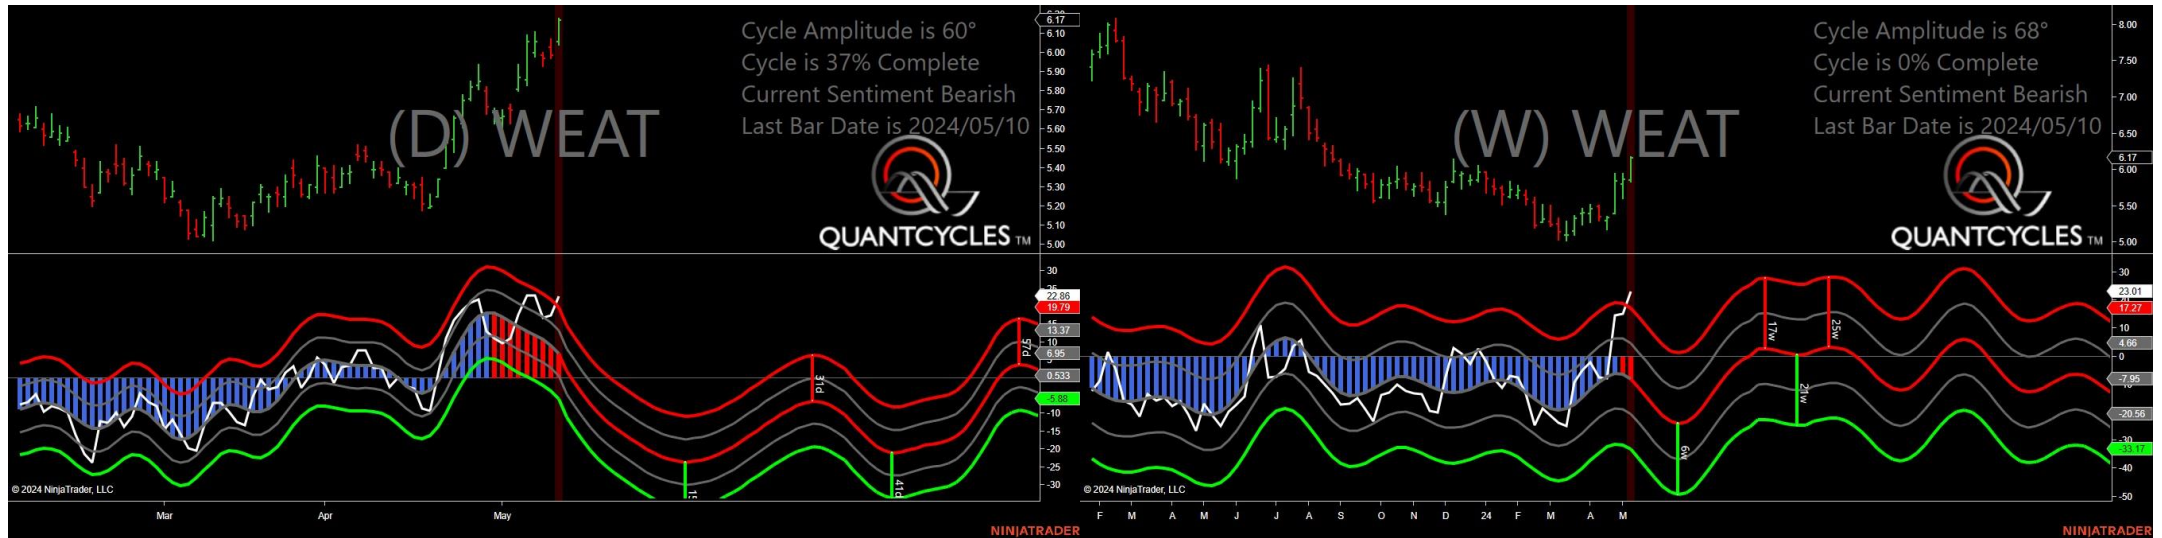 Cycle Amplitude is 60°
Cycle is 37% Complete
Current Sentiment Bearish
Last Bar Date is 2024/05/10
(D) WEAT
QUANTCYCLES TM
6.17
6.10
6.00
5.90
5.80
5.70
5.60
5.50
5.40
5.30
5.20
5.10
5.00
30
22.86
19.79
13.37
10
6.95
0.533
-5.88
-10
-15
-20
-25
-30
31d
41d
57d
© 2024 NinjaTrader, LLC
Mar
Apr
May
NINJATRADER
Cycle Amplitude is 68°
Cycle is 0% Complete
Current Sentiment Bearish
Last Bar Date is 2024/05/10
(W) WEAT
QUANTCYCLES TM
8.00
7.50
7.00
6.50
6.17
6.00
5.50
5.00
30
23.01
17.27
10
4.66
0
-7.95
-20.56
-30
-33.17
-40
-50
6w
17w
21w
25w
© 2024 NinjaTrader, LLC
F M A M J J A S O N D 24 F M A M
NINJATRADER